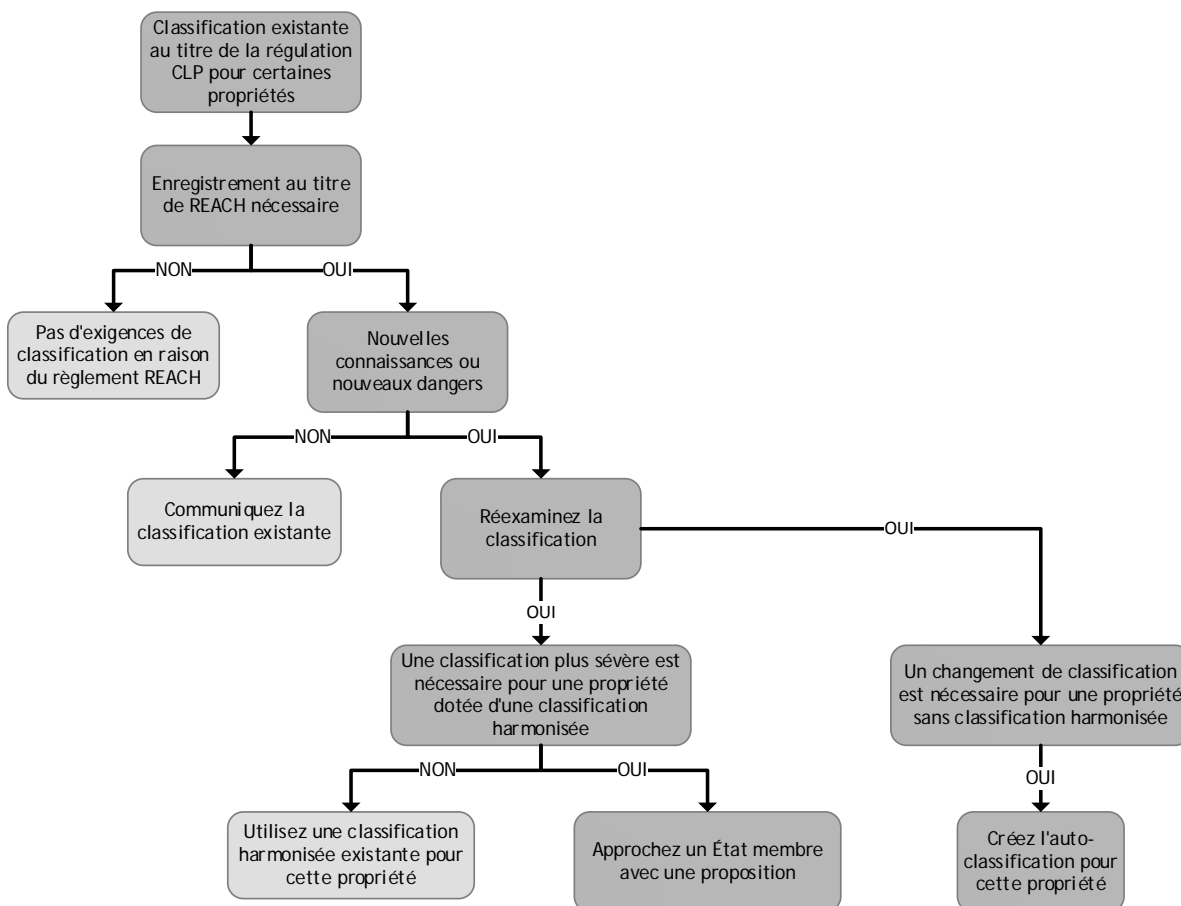 Classification existante
au titre de la régulation
CLP pour certaines
propriétés
Enregistrement au titre
de REACH nécessaire
NON
OUI
Pas d'exigences de
classification en raison
du règlement REACH
Nouvelles
connaissances ou
nouveaux dangers
NON
OUI
Communiquez la
classification existante
Réexaminez la
classification
OUI
OUI
Une classification plus sévère est
nécessaire pour une propriété
dotée d'une classification
harmonisée
Un changement de classification
est nécessaire pour une propriété
sans classification harmonisée
NON
OUI
OUI
Utilisez une classification
harmonisée existante pour
cette propriété
Approchez un État membre
avec une proposition
Créez l'auto-
classification pour
cette propriété